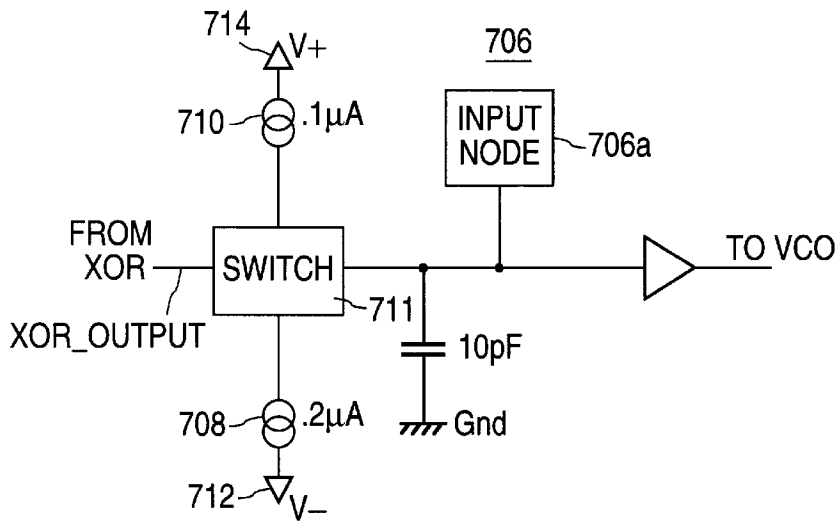 714
V+
706
710
.1µA
INPUT
NODE
706a
FROM
XOR
SWITCH
TO VCO
711
XOR_OUTPUT
10pF
708
.2µA
Gnd
712
V–